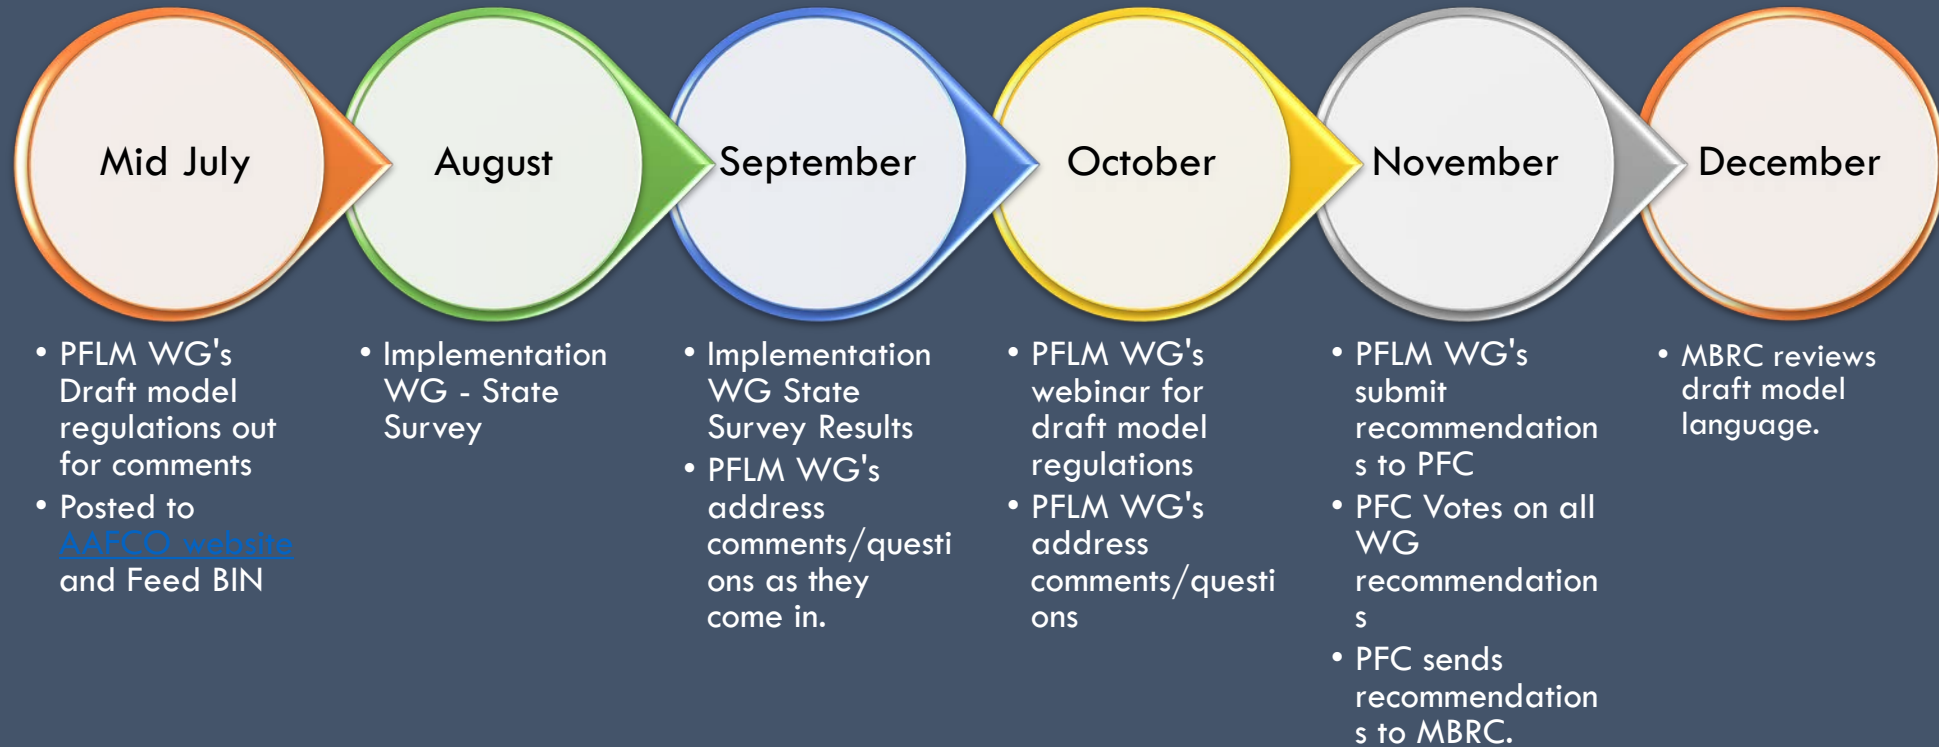 Mid July
August
September
October
November
December
• PFLM WG's
Draft model
regulations out
for comments
• Posted to
AAFCO website
and Feed BIN
• Implementation
WG - State
Survey
• Implementation
WG State
Survey Results
• PFLM WG's
address
comments/questi
ons as they
come in.
• PFLM WG's
webinar for
draft model
regulations
• PFLM WG's
address
comments/questi
ons
• PFLM WG's
submit
recommendation
s to PFC
• PFC Votes on all
WG
recommendation
s
• PFC sends
recommendation
s to MBRC.
• MBRC reviews
draft model
language.